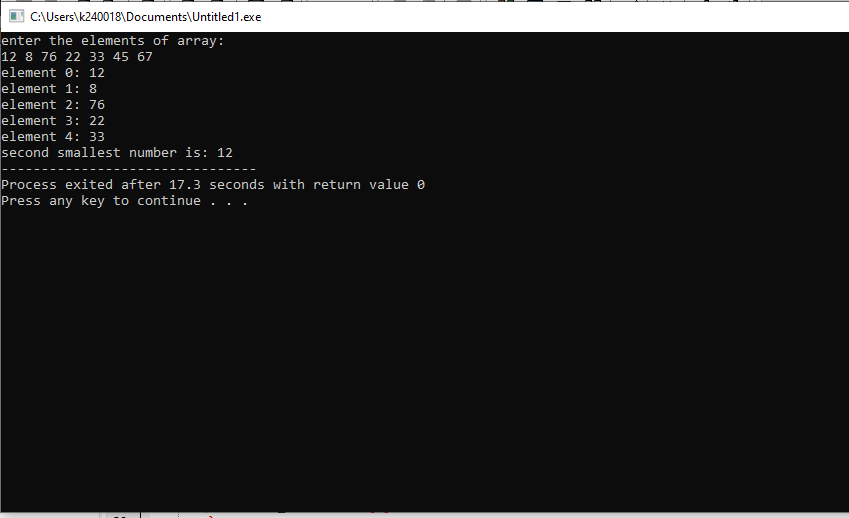 C:\Users\k240018\Documents\Untitled1.exe
enter the elements of array:
12 8 76 22 33 45 67
element 0: 12
element 1: 8
element 2: 76
element 3: 22
element 4: 33
second smallest number is: 12
--------------------------------
Process exited after 17.3 seconds with return value 0
Press any key to continue . . .